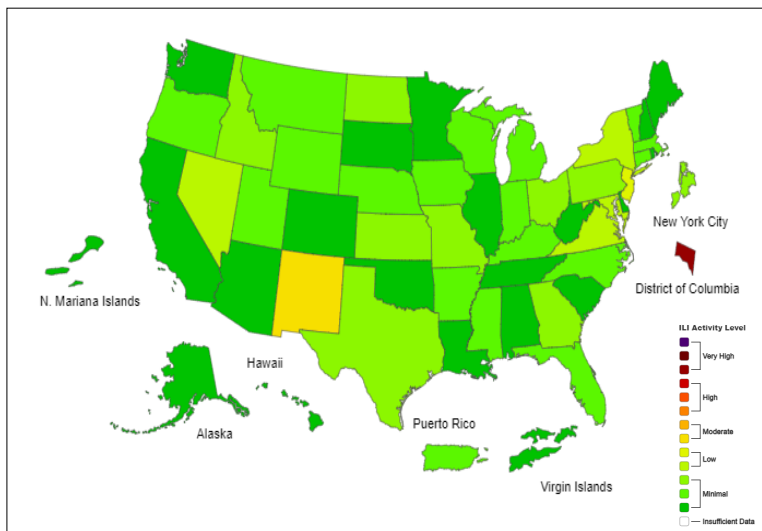 New York City
District of Columbia
N. Mariana Islands
Hawaii
Alaska
Puerto Rico
Virgin Islands
ILI Activity Level
Very High
High
Moderate
Low
Minimal
Insufficient Data